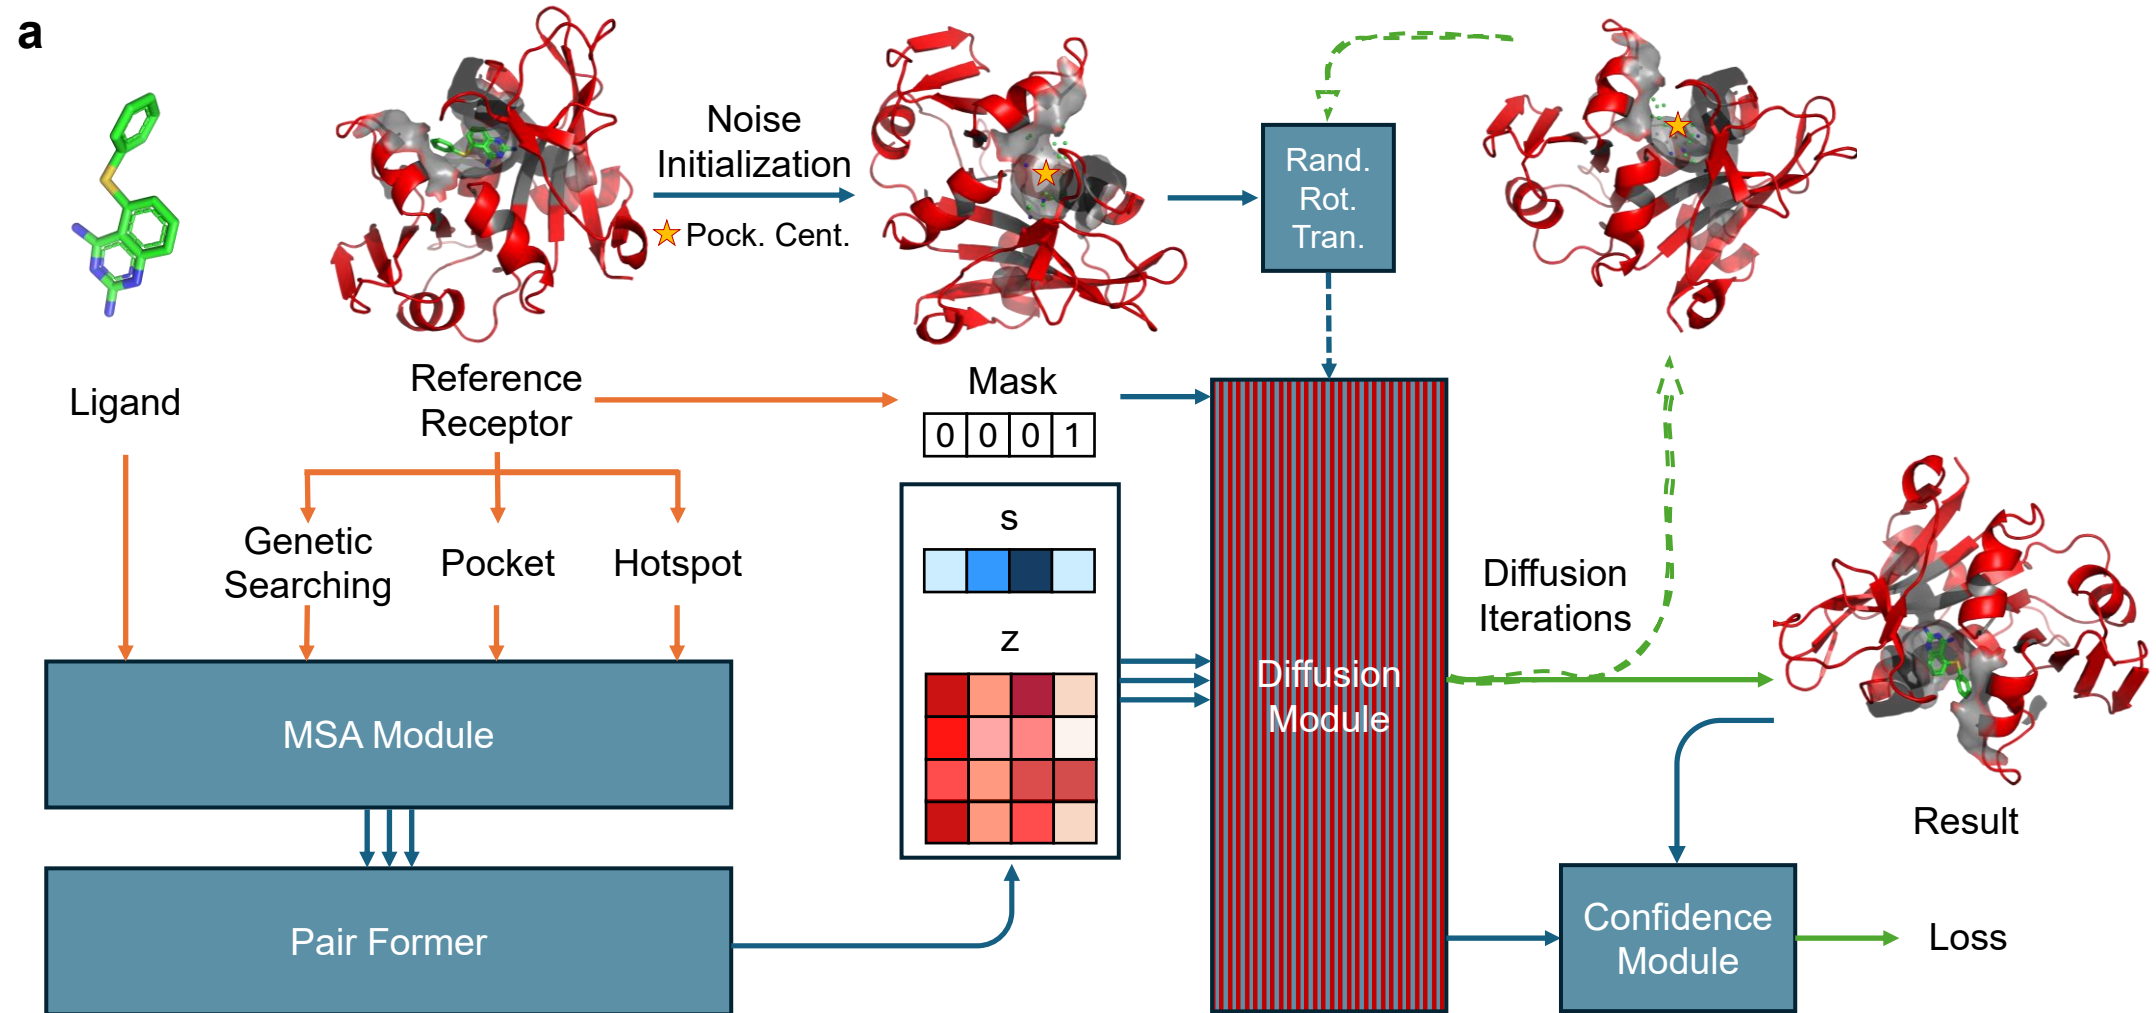 a
Noise
Initialization
Pock. Cent.
Rand.
Rot.
Tran.
Ligand
Reference
Receptor
Mask
0 0 0 1
Genetic
Searching
Pocket
Hotspot
s
z
MSA Module
Pair Former
Diffusion
Module
Diffusion
Iterations
Result
Confidence
Module
Loss